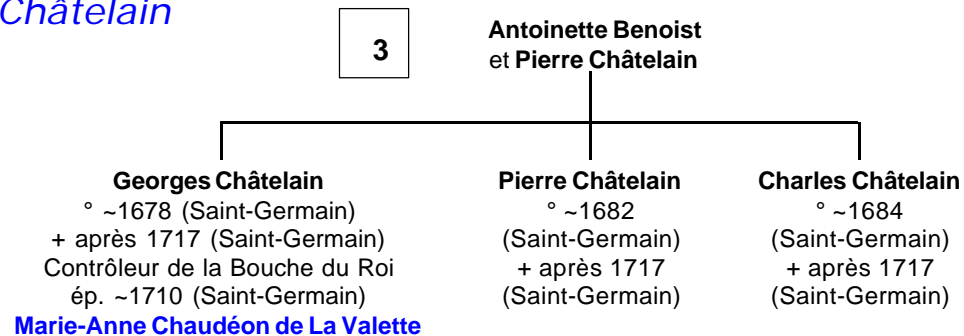 Châtelain
3
Antoinette Benoist
et Pierre Châtelain
Georges Châtelain
° ~1678 (Saint-Germain)
+ après 1717 (Saint-Germain)
Contrôleur de la Bouche du Roi
ép. ~1710 (Saint-Germain)
Marie-Anne Chaudéon de La Valette
Pierre Châtelain
° ~1682
(Saint-Germain)
+ après 1717
(Saint-Germain)
Charles Châtelain
° ~1684
(Saint-Germain)
+ après 1717
(Saint-Germain)